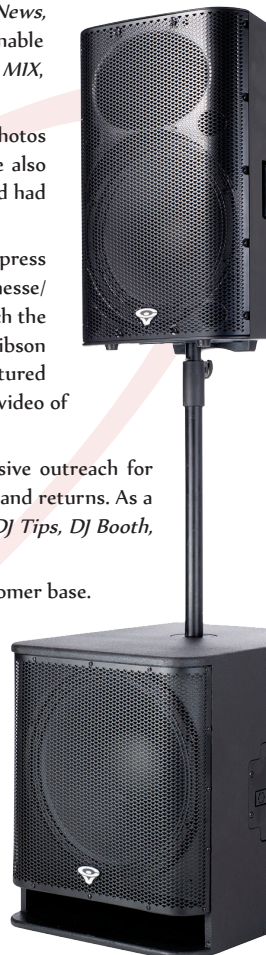 News,
nable
MIX,
hotos
e also
d had
press
nesse/
ch the
ibson
tured
video of
sive outreach for
and returns. As a
DJ Tips, DJ Booth,
omer base.